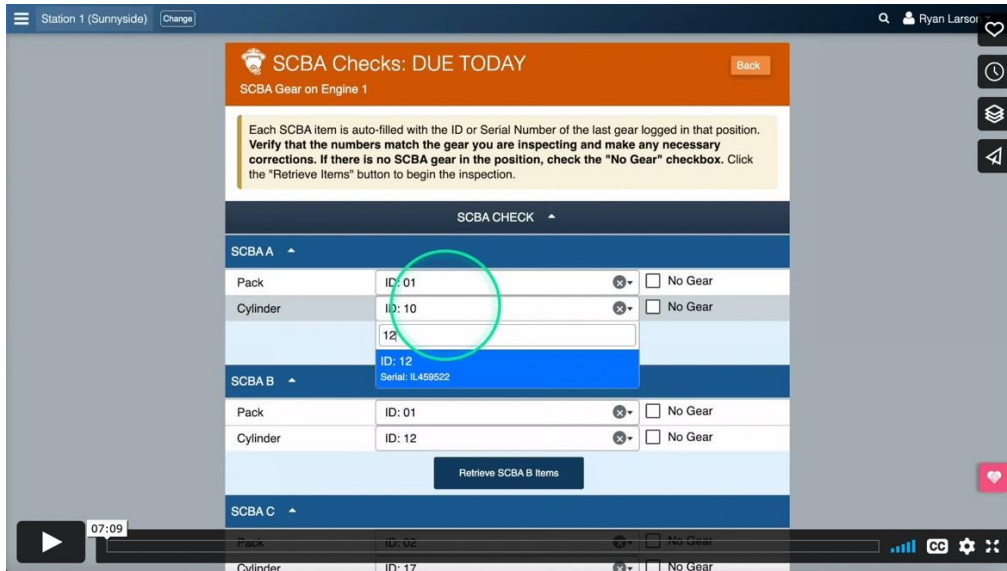 Station 1 (Sunnyside) Change
Ryan Larson
SCBA Checks: DUE TODAY
Back
SCBA Gear on Engine 1
Each SCBA item is auto-filled with the ID or Serial Number of the last gear logged in that position.
Verify that the numbers match the gear you are inspecting and make any necessary
corrections. If there is no SCBA gear in the position, check the "No Gear" checkbox. Click
the "Retrieve Items" button to begin the inspection.
SCBA CHECK
SCBA A
Pack ID: 01 No Gear
Cylinder ID: 10 No Gear
12
ID: 12
Serial: IL459522
SCBA B
Pack ID: 01 No Gear
Cylinder ID: 12 No Gear
Retrieve SCBA B Items
SCBA C
07:09
Pack ID: 02 No Gear
CC
Cylinder ID: 17 No Gear